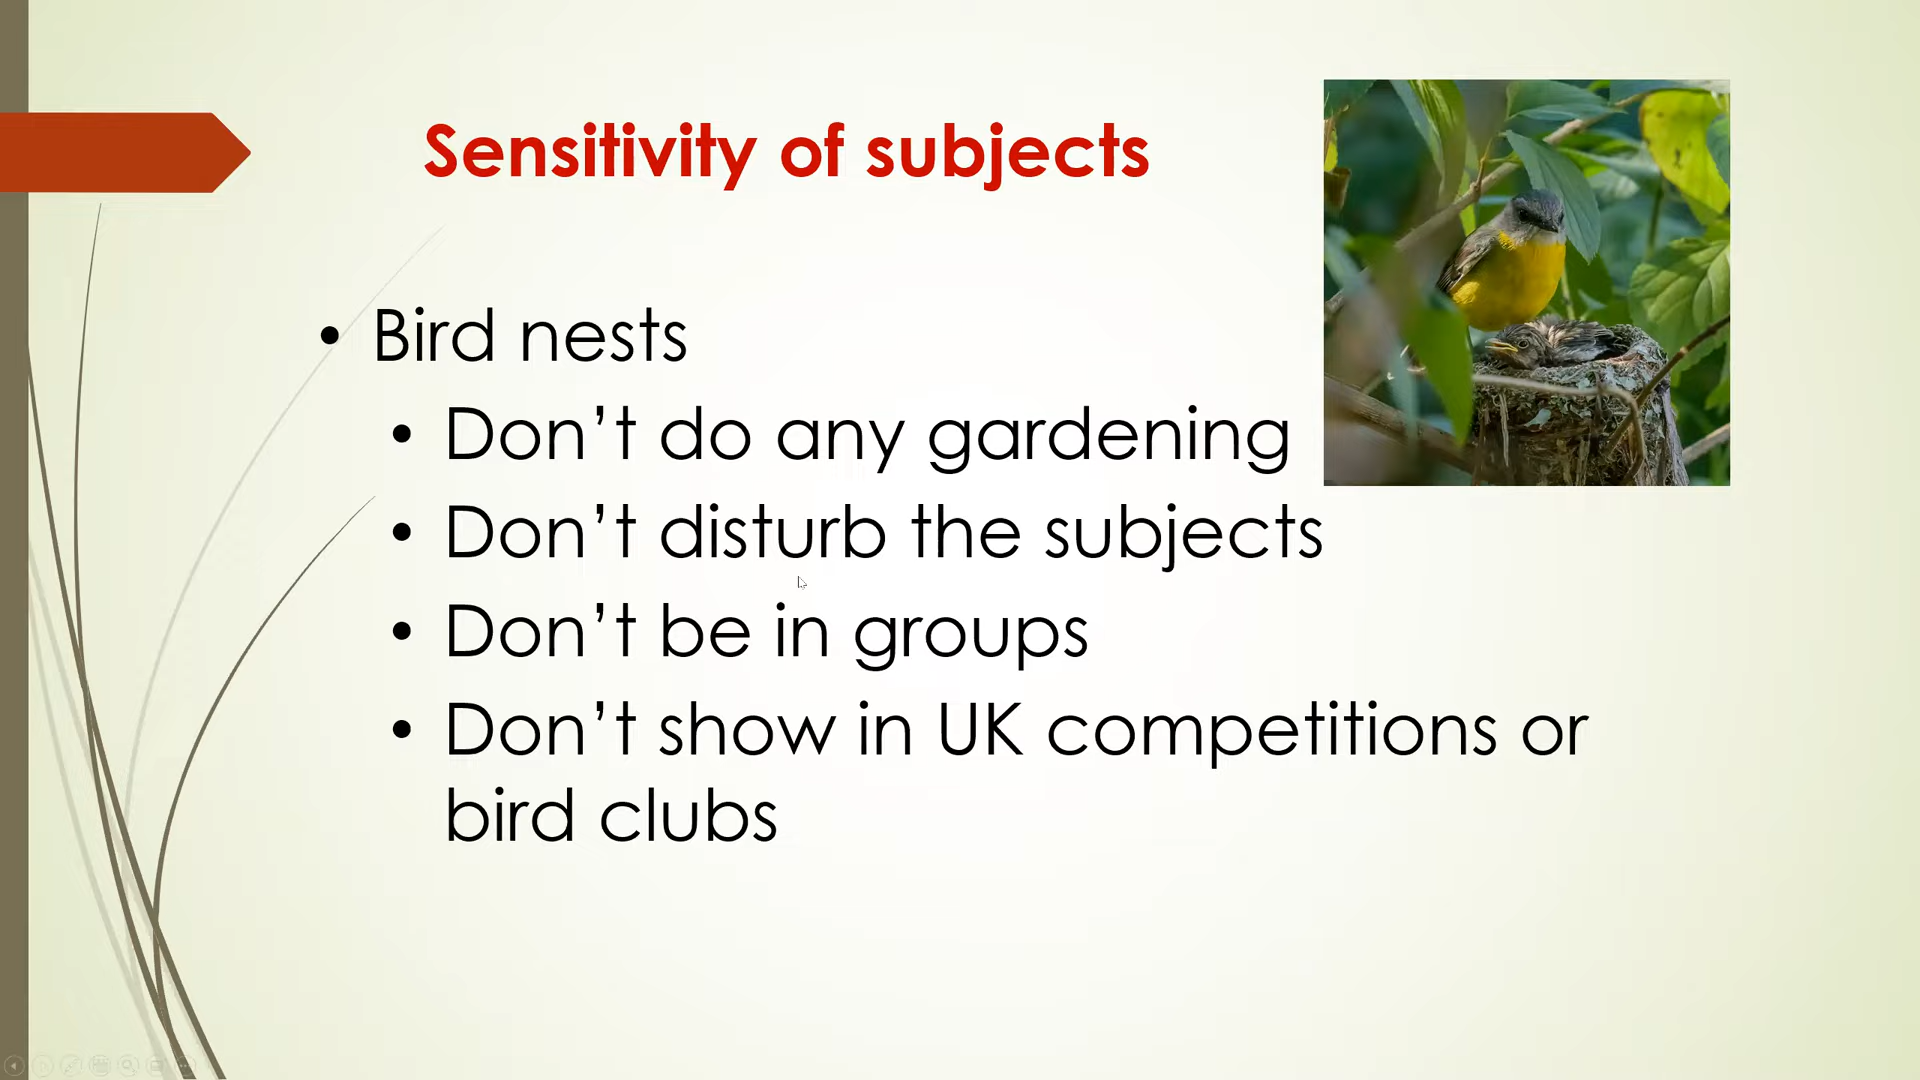 Sensitivity of subjects
• Bird nests
• Don’t do any gardening
• Don’t disturb the subjects
• Don’t be in groups
• Don’t show in UK competitions or
bird clubs